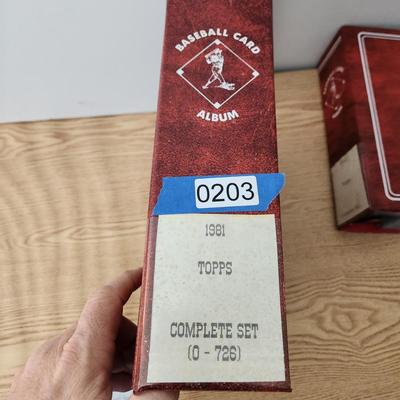 BASEBALL CARD
ALBUM
0203
1981
TOPPS
COMPLETE SET
(0 - 726)